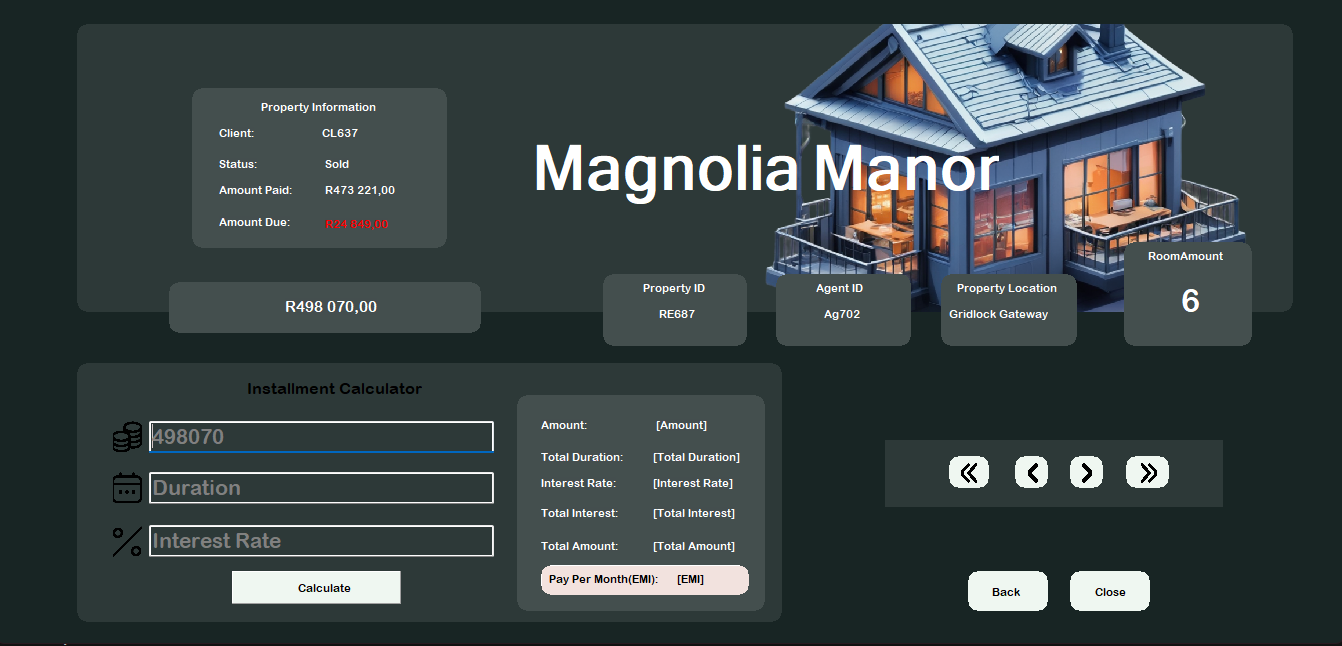 Property Information
Client: CL637
Status: Sold
Amount Paid: R473 221,00
Amount Due: R24 849,00
Magnolia Manor
R498 070,00
Property ID
RE687
Agent ID
Ag702
Property Location
Gridlock Gateway
RoomAmount
6
Installment Calculator
498070
Duration
Interest Rate
Calculate
Amount: [Amount]
Total Duration: [Total Duration]
Interest Rate: [Interest Rate]
Total Interest: [Total Interest]
Total Amount: [Total Amount]
Pay Per Month(EMI): [EMI]
Back
Close